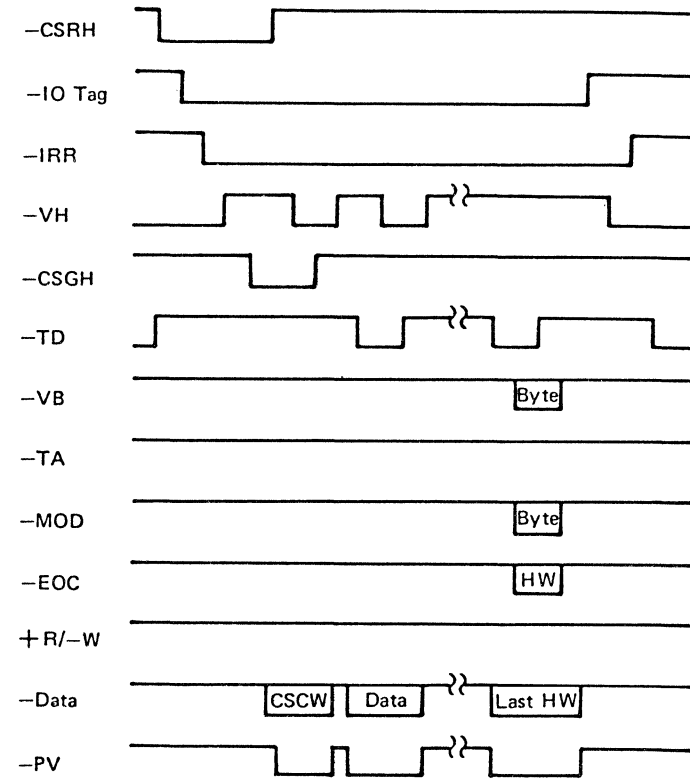 −CSRH
−IO Tag
−IRR
−VH
−CSGH
−TD
−VB Byte
−TA
−MOD Byte
−EOC HW
+R/−W
−Data CSCW Data Last HW
−PV